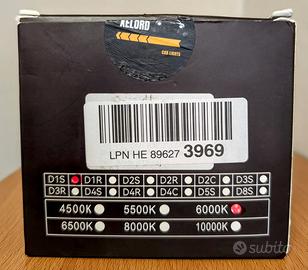 XELORD
CAR LIGHTS
LPN HE 89627 3969
D1S D1R D2S D2R D2C D3S
D3R D4S D4R D4C D5S D8S
4500K 5500K 6000K
6500K 8000K 10000K
subito